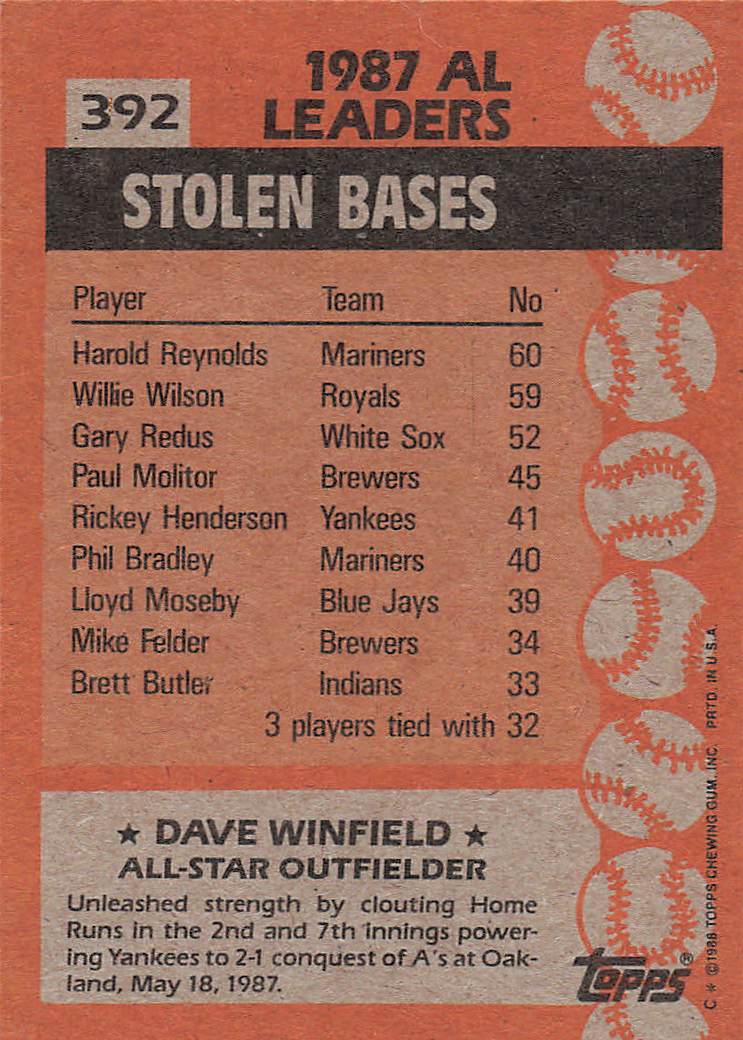 392
1987 AL
LEADERS
STOLEN BASES
Player Team No
Harold Reynolds Mariners 60
Willie Wilson Royals 59
Gary Redus White Sox 52
Paul Molitor Brewers 45
Rickey Henderson Yankees 41
Phil Bradley Mariners 40
Lloyd Moseby Blue Jays 39
Mike Felder Brewers 34
Brett Butler Indians 33
3 players tied with 32
★ DAVE WINFIELD ★
ALL-STAR OUTFIELDER
Unleashed strength by clouting Home
Runs in the 2nd and 7th innings power-
ing Yankees to 2-1 conquest of A's at Oak-
land, May 18, 1987.
TOPPS®
C * ©1988 TOPPS CHEWING GUM, INC. PRTD. IN U.S.A.